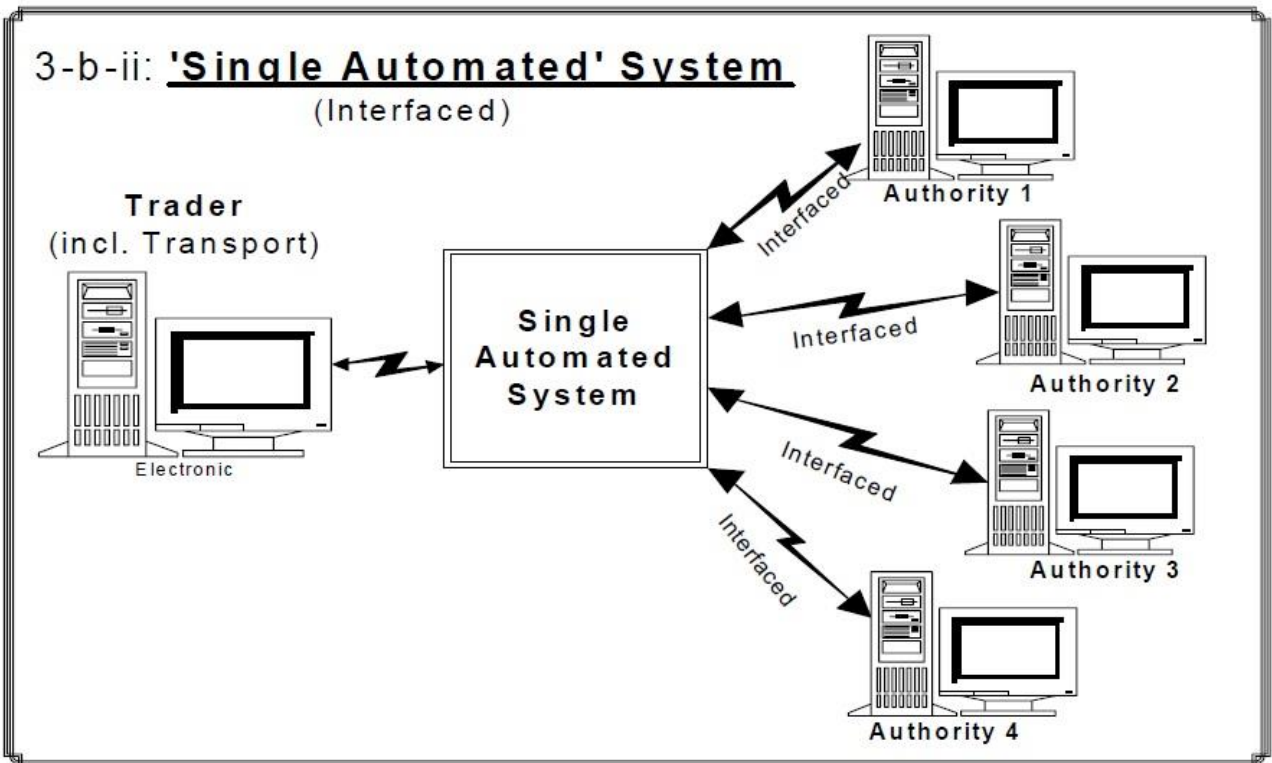 3-b-ii: 'Single Automated' System
(Interfaced)
Trader
(incl. Transport)
Electronic
Single
Automated
System
Interfaced
Authority 1
Interfaced
Authority 2
Interfaced
Authority 3
Interfaced
Authority 4